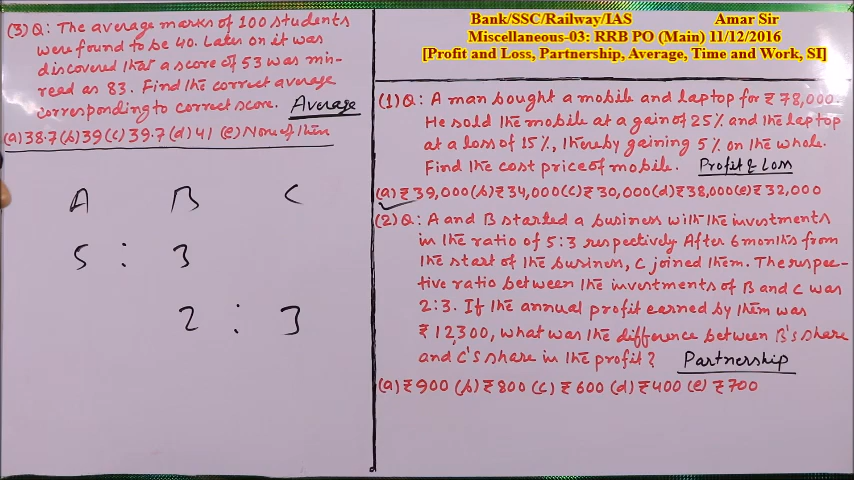 Bank/SSC/Railway/IAS Amar Sir
Miscellaneous-03: RRB PO (Main) 11/12/2016
[Profit and Loss, Partnership, Average, Time and Work, SI]
(3) Q: The average marks of 100 students
were found to be 40. Later on it was
discovered that a score of 53 was mis-
read as 83. Find the correct average
corresponding to correct score. Average
(a) 38.7 (b) 39 (c) 39.7 (d) 41 (e) None of them
A B C
5 : 3
2 : 3
(1) Q: A man bought a mobile and laptop for ₹ 78,000.
He sold the mobile at a gain of 25% and the laptop
at a loss of 15%, thereby gaining 5% on the whole.
Find the cost price of mobile. Profit & Loss
(a) ₹ 39,000 (b) ₹ 34,000 (c) ₹ 30,000 (d) ₹ 38,000 (e) ₹ 32,000
(2) Q: A and B started a business with the investments
in the ratio of 5:3 respectively. After 6 months from
the start of the business, C joined them. The respec-
tive ratio between the investments of B and C was
2:3. If the annual profit earned by them was
₹ 12,300, what was the difference between B's share
and C's share in the profit? Partnership
(a) ₹ 900 (b) ₹ 800 (c) ₹ 600 (d) ₹ 400 (e) ₹ 700